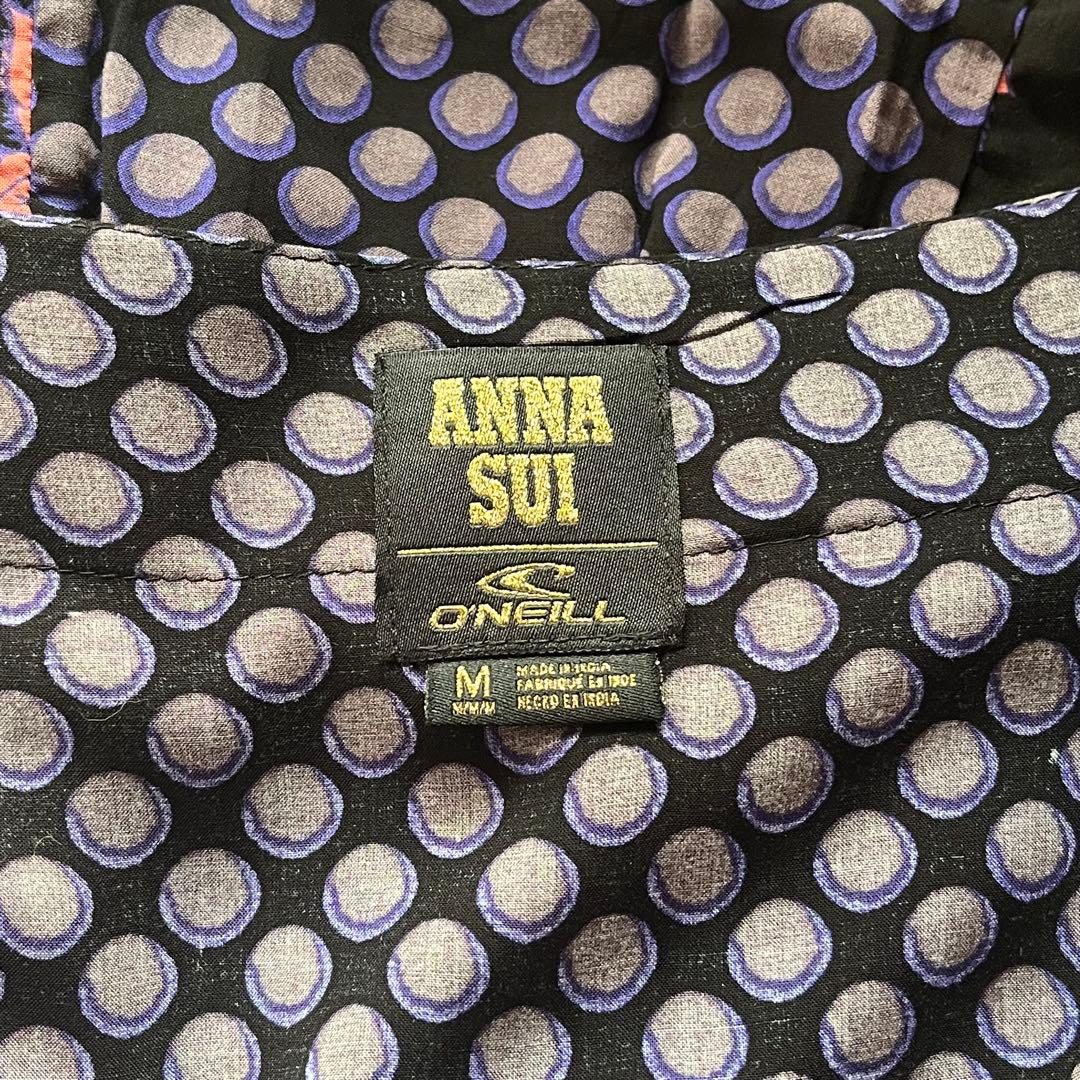 ANNA
SUI
O'NEILL
M
M/M/M
MADE IN INDIA
FABRIQUÉ EN INDE
HECHO EN INDIA